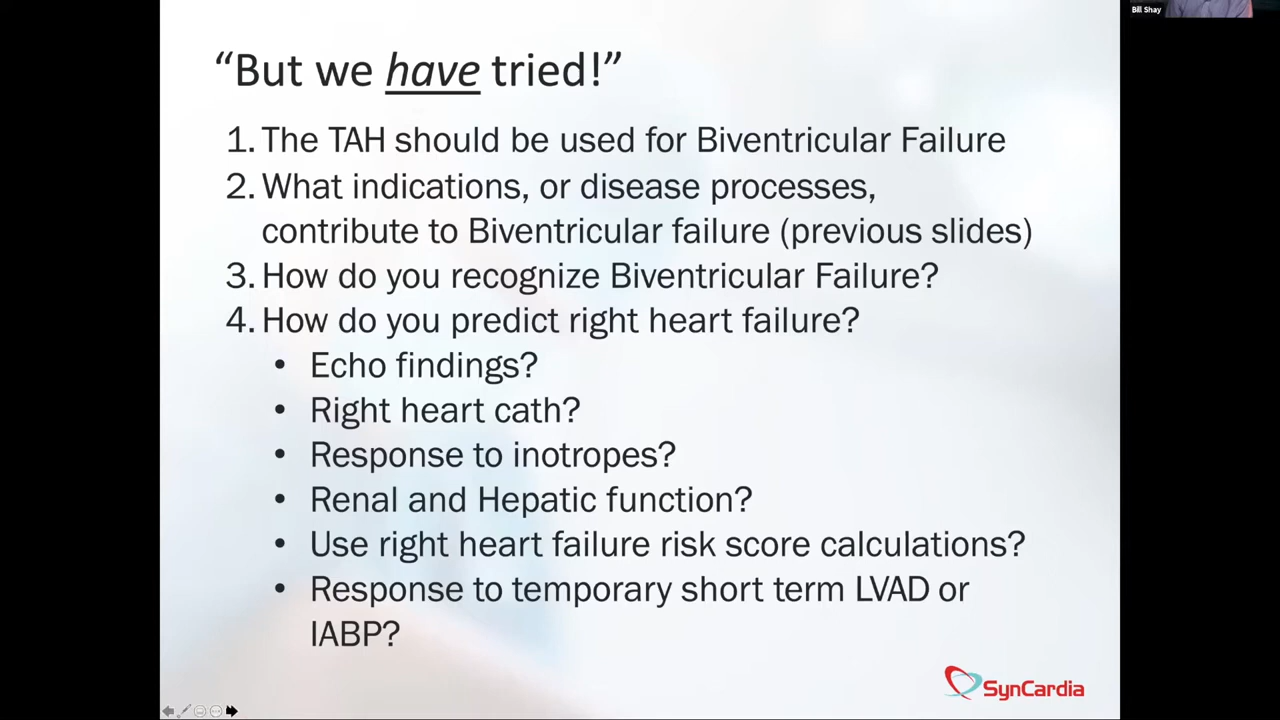 Bill Shay
“But we have tried!”
1. The TAH should be used for Biventricular Failure
2. What indications, or disease processes,
contribute to Biventricular failure (previous slides)
3. How do you recognize Biventricular Failure?
4. How do you predict right heart failure?
• Echo findings?
• Right heart cath?
• Response to inotropes?
• Renal and Hepatic function?
• Use right heart failure risk score calculations?
• Response to temporary short term LVAD or
IABP?
SynCardia